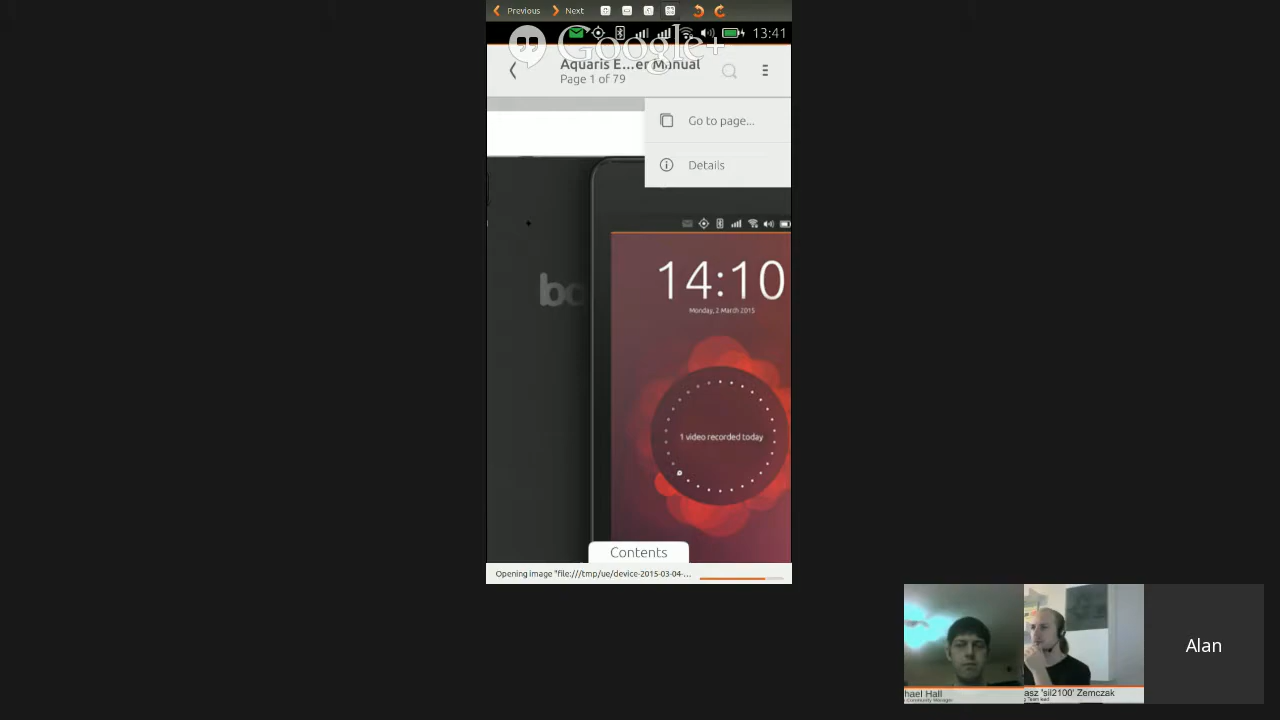 Previous Next
13:41
Google+
Aquaris E...er Manual
Page 1 of 79
Go to page...
Details
bq
14:10
Monday, 2 March 2015
1 video recorded today
Contents
Opening image "file:///tmp/ue/device-2015-03-04-...
Alan
hael Hall
asz 'sil2100' Zemczak